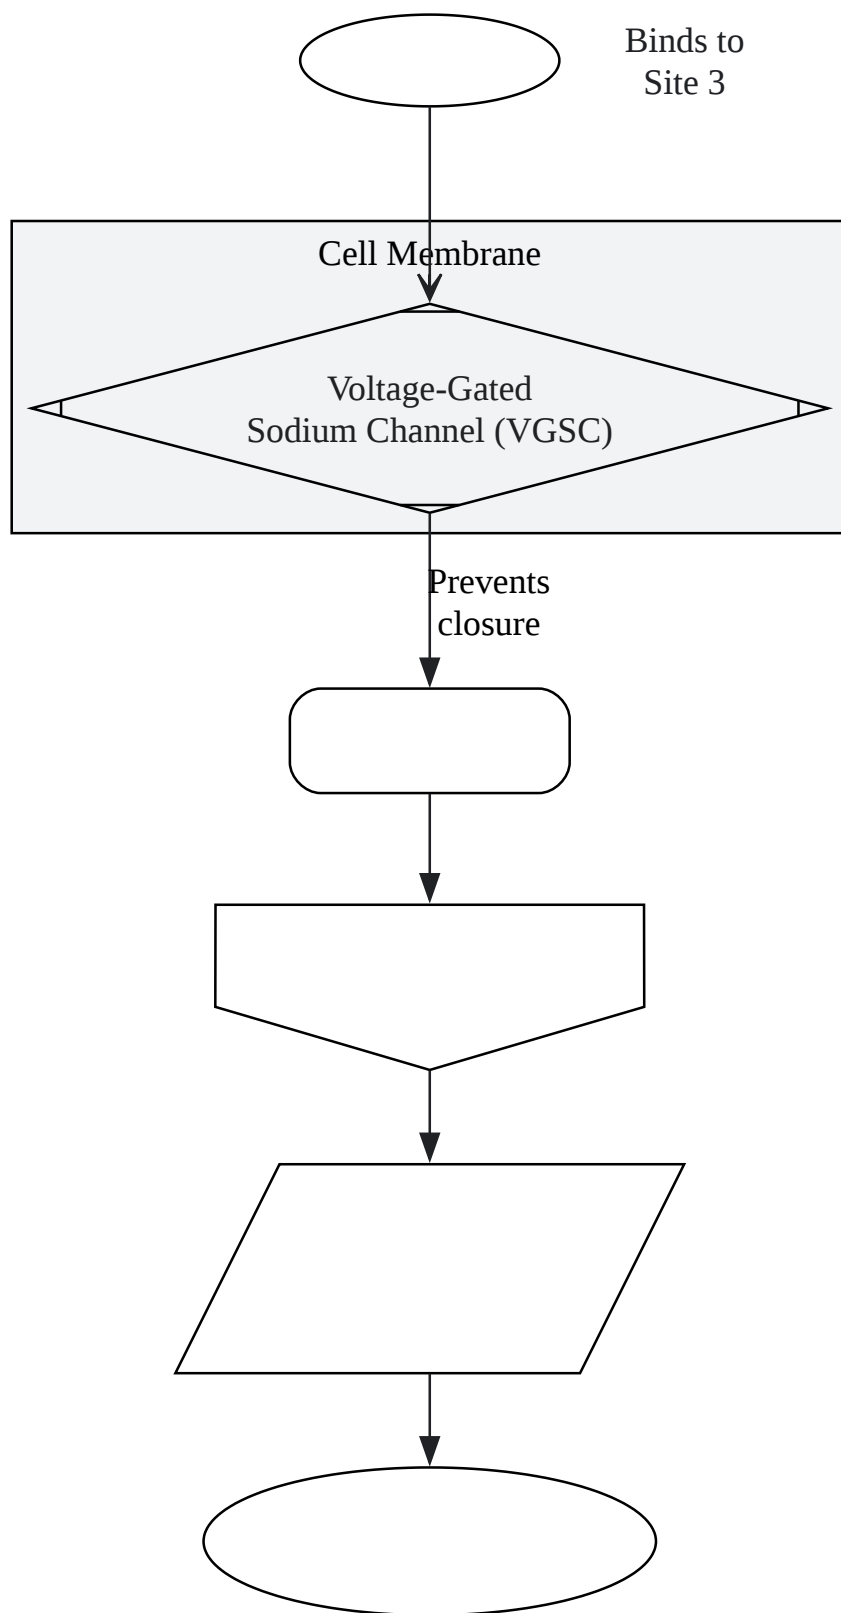 Binds to
Site 3
Cell Membrane
Voltage-Gated
Sodium Channel (VGSC)
Prevents
closure